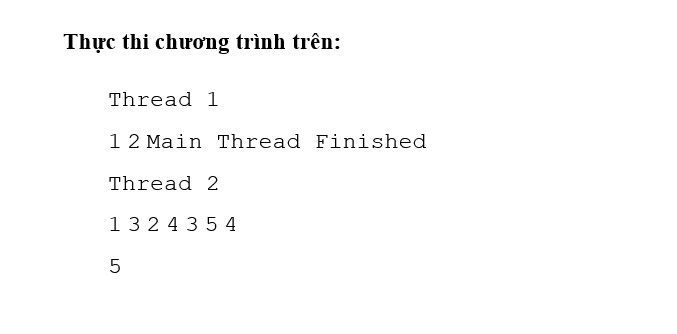 Thực thi chương trình trên:
Thread 1
1 2 Main Thread Finished
Thread 2
1 3 2 4 3 5 4
5